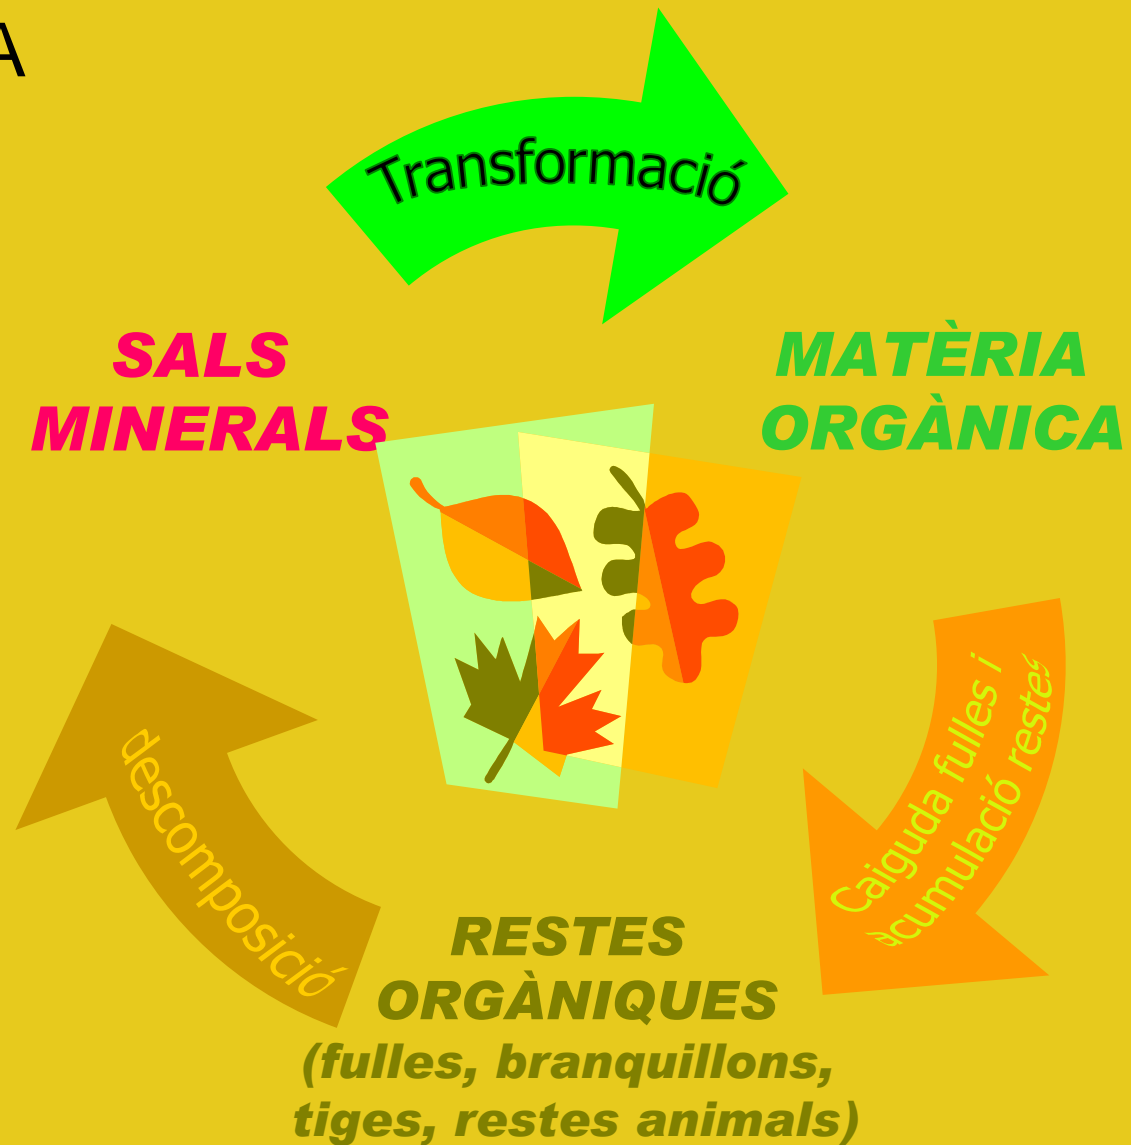 A
Transformació
SALS
MINERALS
MATÈRIA
ORGÀNICA
Caiguda fulles i
acumulació restes
descomposició
RESTES
ORGÀNIQUES
(fulles, branquillons,
tiges, restes animals)